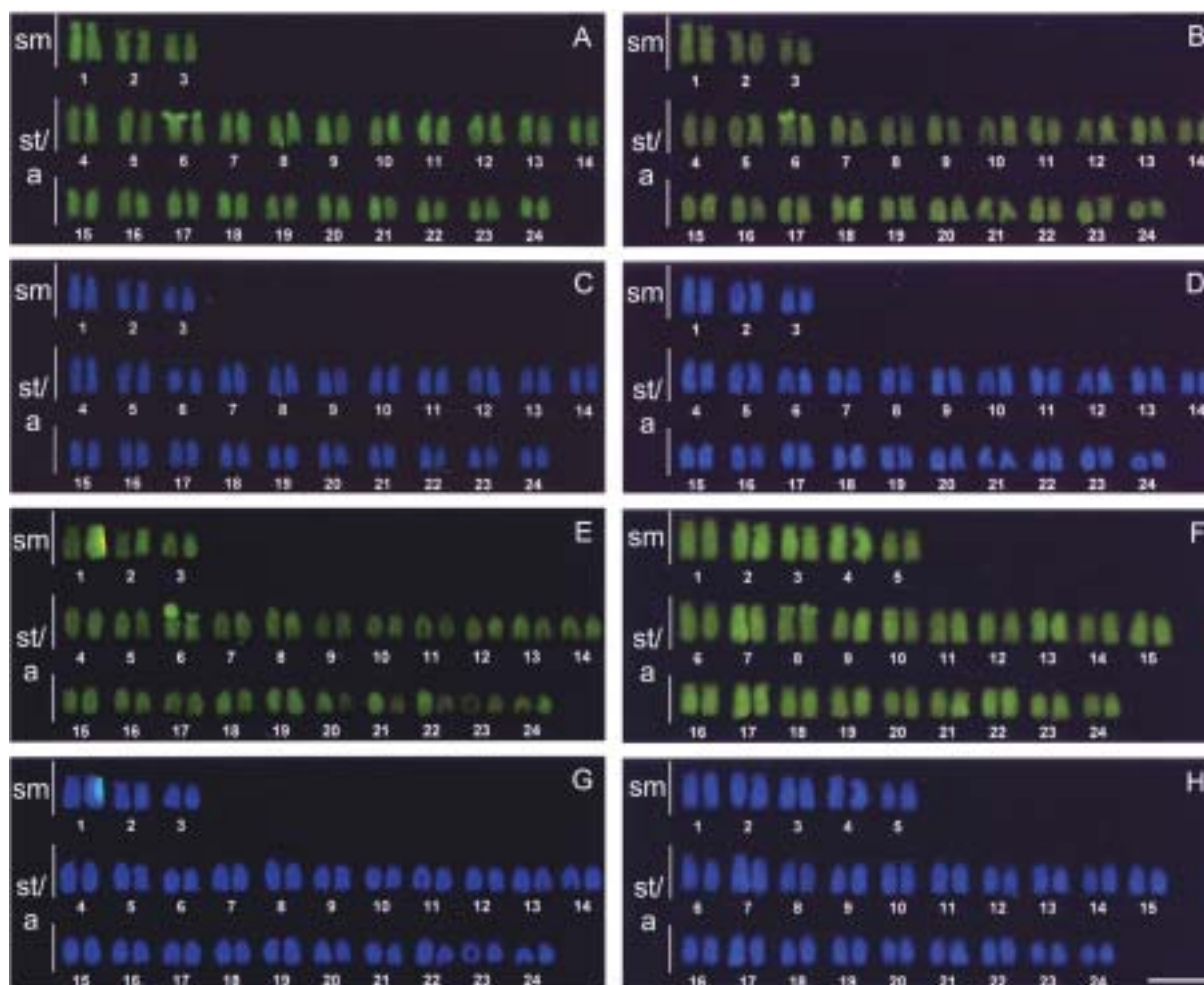 sm A
1 2 3
st/
4 5 6 7 8 9 10 11 12 13 14
a
15 16 17 18 19 20 21 22 23 24
sm B
1 2 3
st/
4 5 6 7 8 9 10 11 12 13 14
a
15 16 17 18 19 20 21 22 23 24
sm C
1 2 3
st/
4 5 6 7 8 9 10 11 12 13 14
a
15 16 17 18 19 20 21 22 23 24
sm D
1 2 3
st/
4 5 6 7 8 9 10 11 12 13 14
a
15 16 17 18 19 20 21 22 23 24
sm E
1 2 3
st/
4 5 6 7 8 9 10 11 12 13 14
a
15 16 17 18 19 20 21 22 23 24
sm F
1 2 3 4 5
st/
6 7 8 9 10 11 12 13 14 15
a
16 17 18 19 20 21 22 23 24
sm G
1 2 3
st/
4 5 6 7 8 9 10 11 12 13 14
a
15 16 17 18 19 20 21 22 23 24
sm H
1 2 3 4 5
st/
6 7 8 9 10 11 12 13 14 15
a
16 17 18 19 20 21 22 23 24